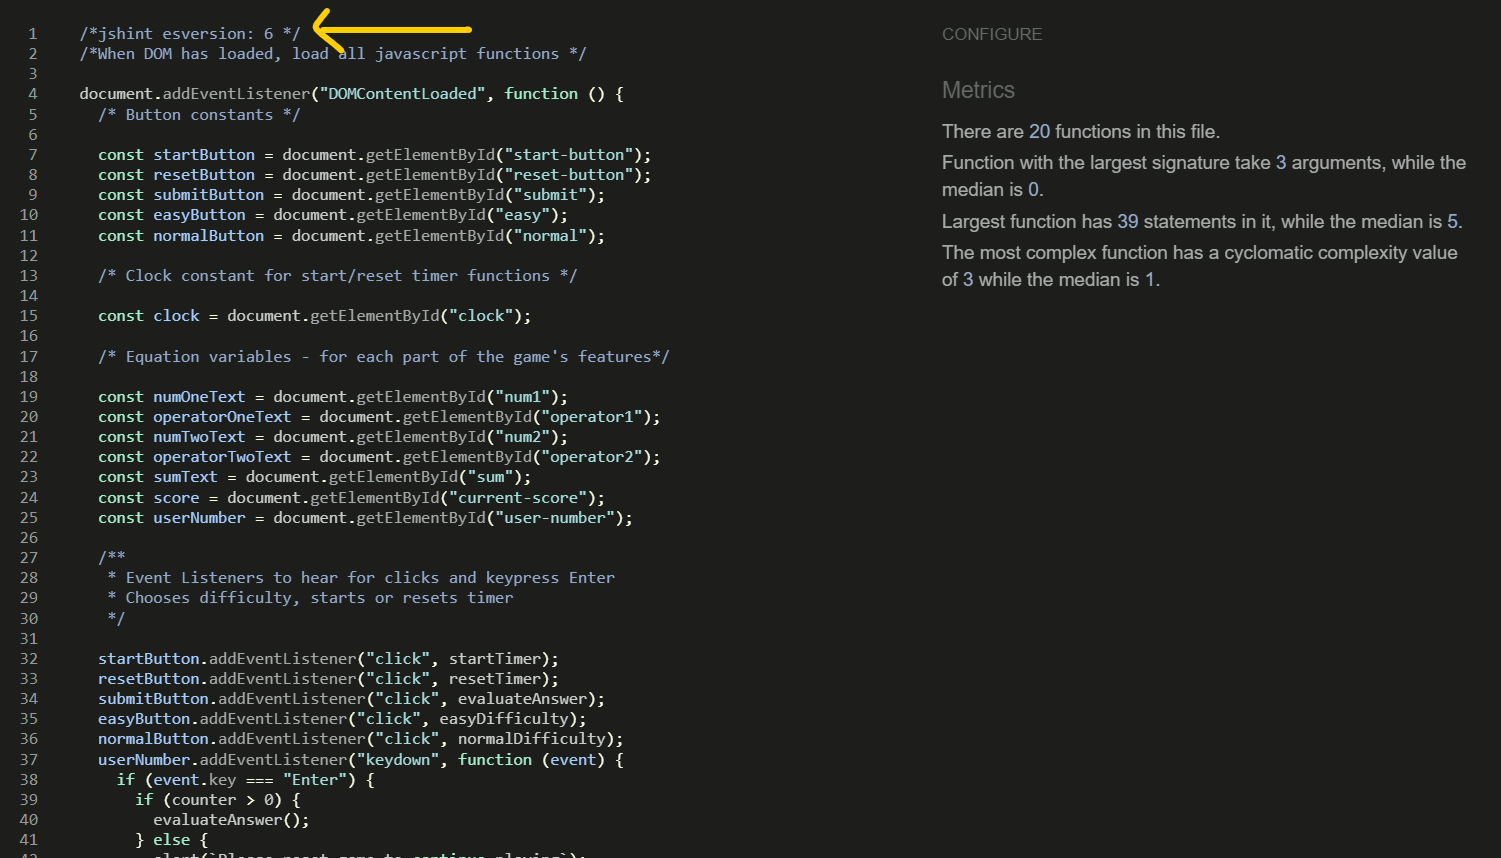 1 /*jshint esversion: 6 */
2 /*When DOM has loaded, load all javascript functions */
3
4 document.addEventListener("DOMContentLoaded", function () {
5 /* Button constants */
6
7 const startButton = document.getElementById("start-button");
8 const resetButton = document.getElementById("reset-button");
9 const submitButton = document.getElementById("submit");
10 const easyButton = document.getElementById("easy");
11 const normalButton = document.getElementById("normal");
12
13 /* Clock constant for start/reset timer functions */
14
15 const clock = document.getElementById("clock");
16
17 /* Equation variables - for each part of the game's features*/
18
19 const numOneText = document.getElementById("num1");
20 const operatorOneText = document.getElementById("operator1");
21 const numTwoText = document.getElementById("num2");
22 const operatorTwoText = document.getElementById("operator2");
23 const sumText = document.getElementById("sum");
24 const score = document.getElementById("current-score");
25 const userNumber = document.getElementById("user-number");
26
27 /**
28 * Event Listeners to hear for clicks and keypress Enter
29 * Chooses difficulty, starts or resets timer
30 */
31
32 startButton.addEventListener("click", startTimer);
33 resetButton.addEventListener("click", resetTimer);
34 submitButton.addEventListener("click", evaluateAnswer);
35 easyButton.addEventListener("click", easyDifficulty);
36 normalButton.addEventListener("click", normalDifficulty);
37 userNumber.addEventListener("keydown", function (event) {
38 if (event.key === "Enter") {
39 if (counter > 0) {
40 evaluateAnswer();
41 } else {
CONFIGURE
Metrics
There are 20 functions in this file.
Function with the largest signature take 3 arguments, while the
median is 0.
Largest function has 39 statements in it, while the median is 5.
The most complex function has a cyclomatic complexity value
of 3 while the median is 1.